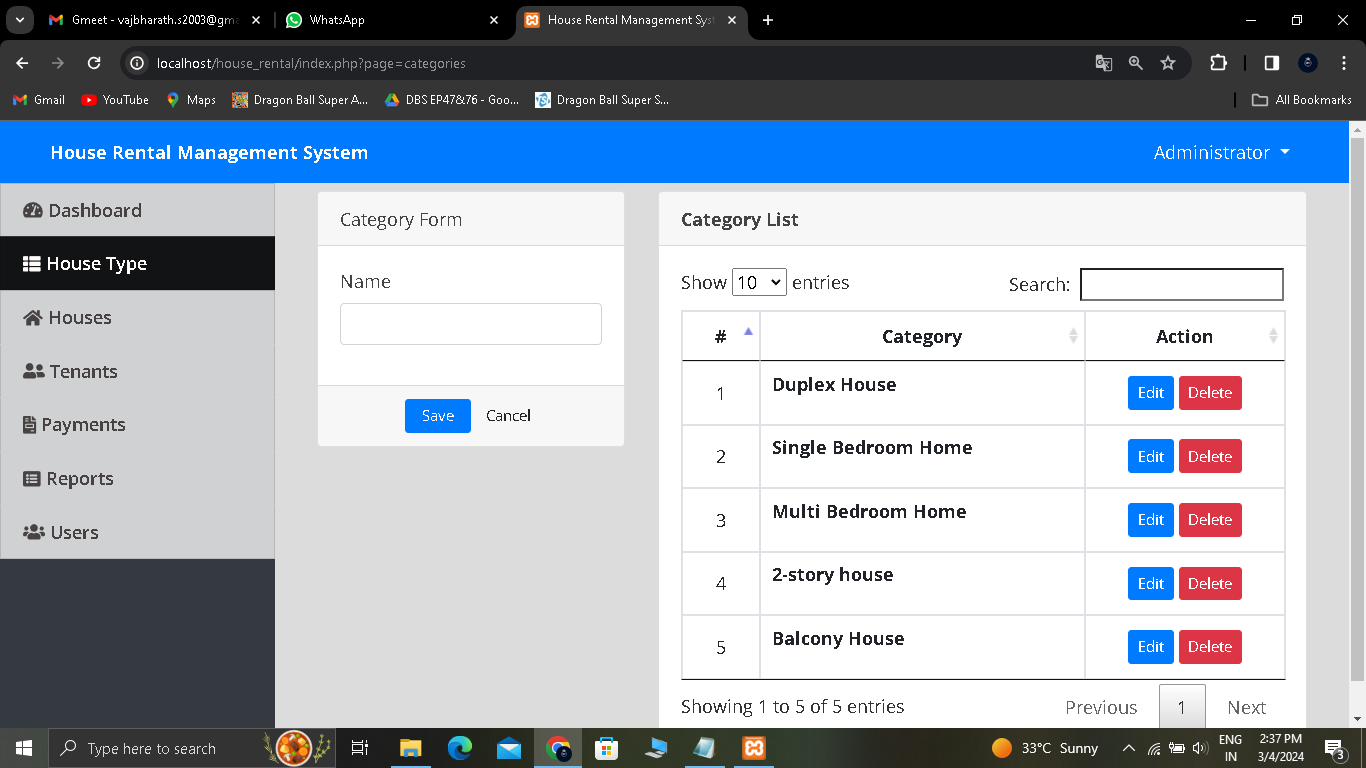 Gmeet - vajbharath.s2003@gma
WhatsApp
House Rental Management Syst
localhost/house_rental/index.php?page=categories
Gmail
YouTube
Maps
Dragon Ball Super A...
DBS EP47&76 - Goo...
Dragon Ball Super S...
All Bookmarks
House Rental Management System
Administrator
Dashboard
House Type
Houses
Tenants
Payments
Reports
Users
Category Form
Name
Save Cancel
Category List
Show 10 entries
Search:
# Category Action
1 Duplex House Edit Delete
2 Single Bedroom Home Edit Delete
3 Multi Bedroom Home Edit Delete
4 2-story house Edit Delete
5 Balcony House Edit Delete
Showing 1 to 5 of 5 entries
Previous 1 Next
Type here to search
33°C Sunny
ENG
IN
2:37 PM
3/4/2024
3